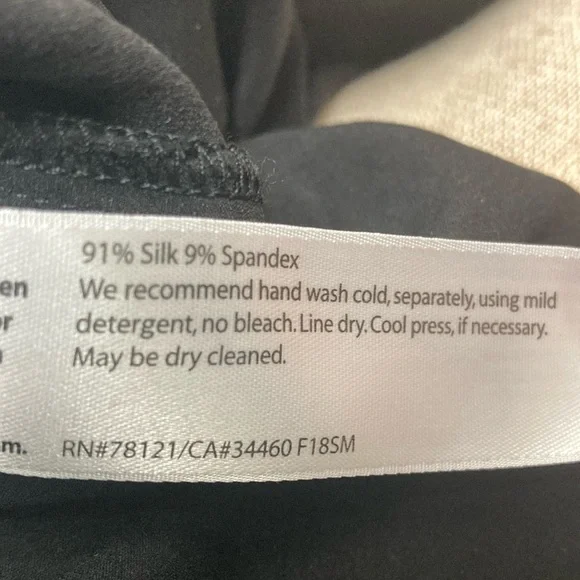 91% Silk 9% Spandex
en We recommend hand wash cold, separately, using mild
r detergent, no bleach. Line dry. Cool press, if necessary.
May be dry cleaned.
m. RN#78121/CA#34460 F18SM